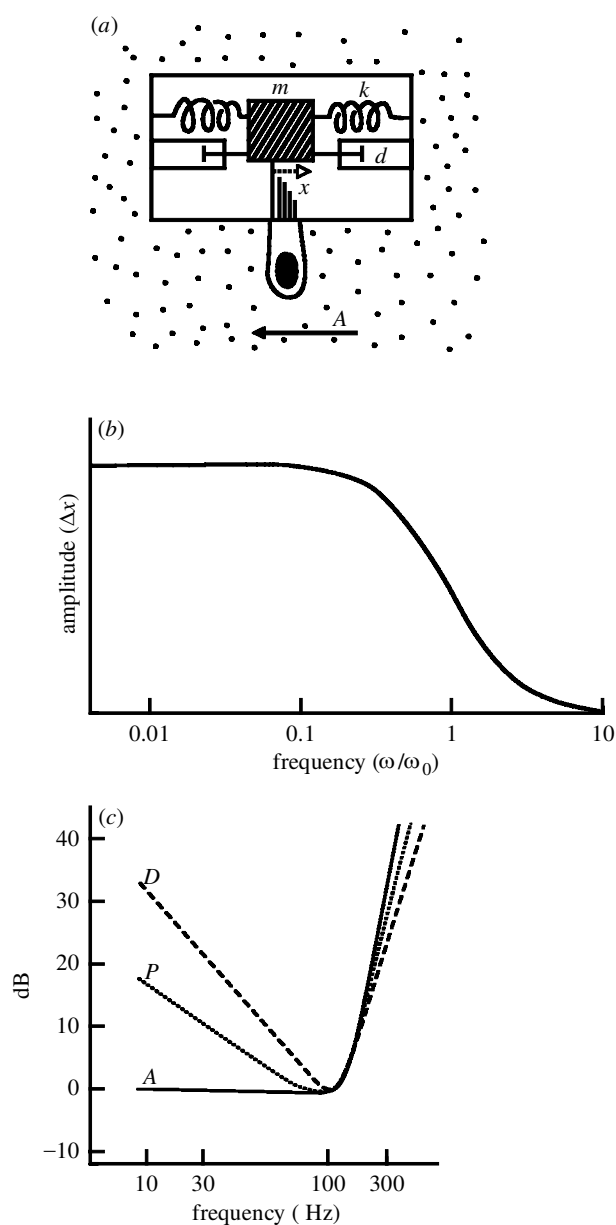 (a)
m
k
d
x
A
(b)
amplitude (Δx)
0.01 0.1 1 10
frequency (ω/ω₀)
(c)
40
30
20
10
0
−10
dB
D
P
A
10 30 100 300
frequency ( Hz)